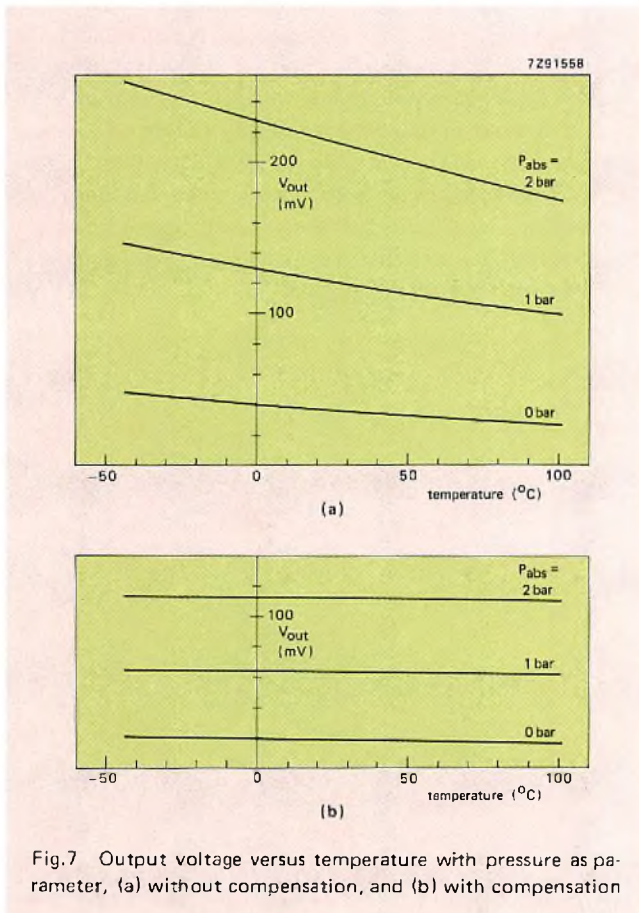 7Z91558
200
Vout
(mV)
Pabs =
2 bar
1 bar
100
0 bar
−50 0 50 100
temperature (°C)
(a)
Pabs =
2 bar
100
Vout
(mV)
1 bar
0 bar
−50 0 50 100
temperature (°C)
(b)
Fig.7 Output voltage versus temperature with pressure as pa-
rameter, (a) without compensation, and (b) with compensation